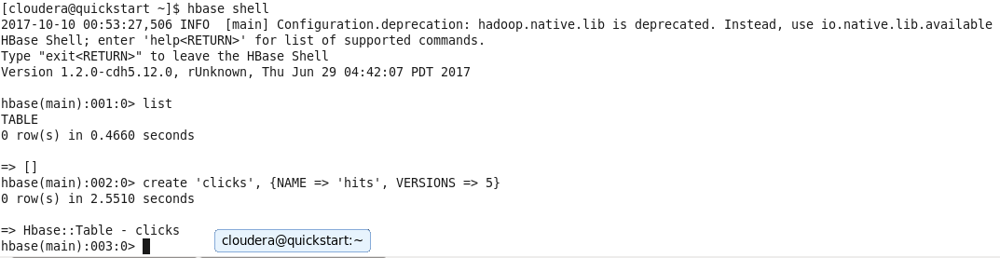 [cloudera@quickstart ~]$ hbase shell
2017-10-10 00:53:27,506 INFO  [main] Configuration.deprecation: hadoop.native.lib is deprecated. Instead, use io.native.lib.available
HBase Shell; enter 'help<RETURN>' for list of supported commands.
Type "exit<RETURN>" to leave the HBase Shell
Version 1.2.0-cdh5.12.0, rUnknown, Thu Jun 29 04:42:07 PDT 2017
hbase(main):001:0> list
TABLE
0 row(s) in 0.4660 seconds
=> []
hbase(main):002:0> create 'clicks', {NAME => 'hits', VERSIONS => 5}
0 row(s) in 2.5510 seconds
=> Hbase::Table - clicks
hbase(main):003:0>
cloudera@quickstart:~